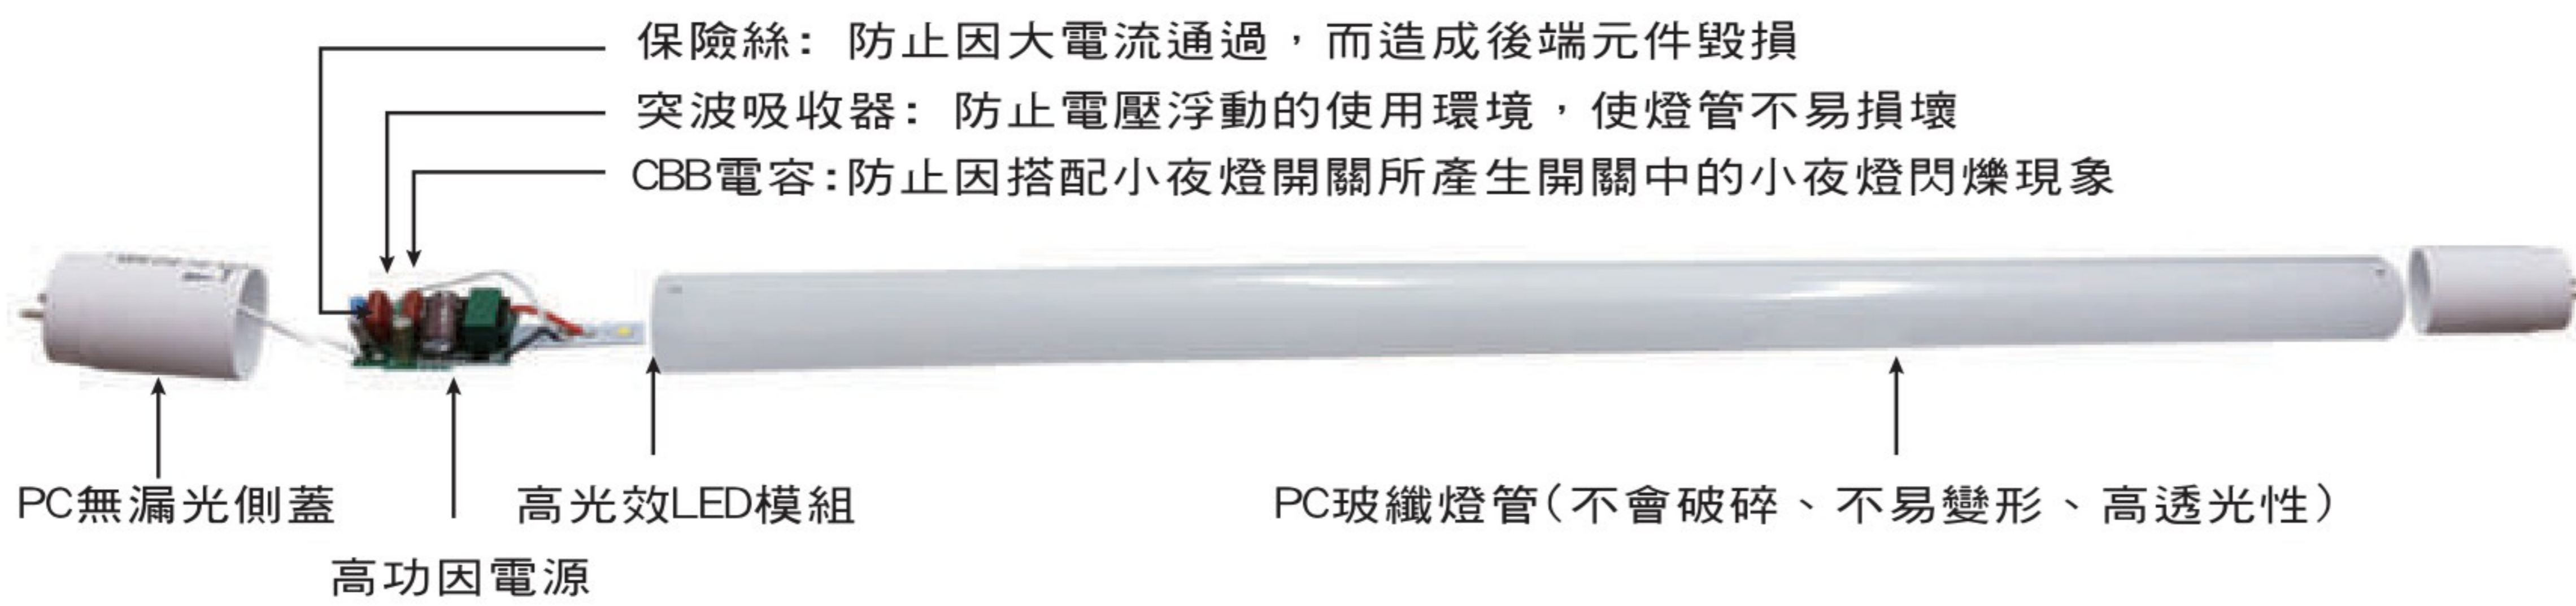 保險絲: 防止因大電流通過，而造成後端元件毀損
突波吸收器: 防止電壓浮動的使用環境，使燈管不易損壞
CBB電容:防止因搭配小夜燈開關所產生開關中的小夜燈閃爍現象
PC無漏光側蓋
高功因電源
高光效LED模組
PC玻纖燈管(不會破碎、不易變形、高透光性)